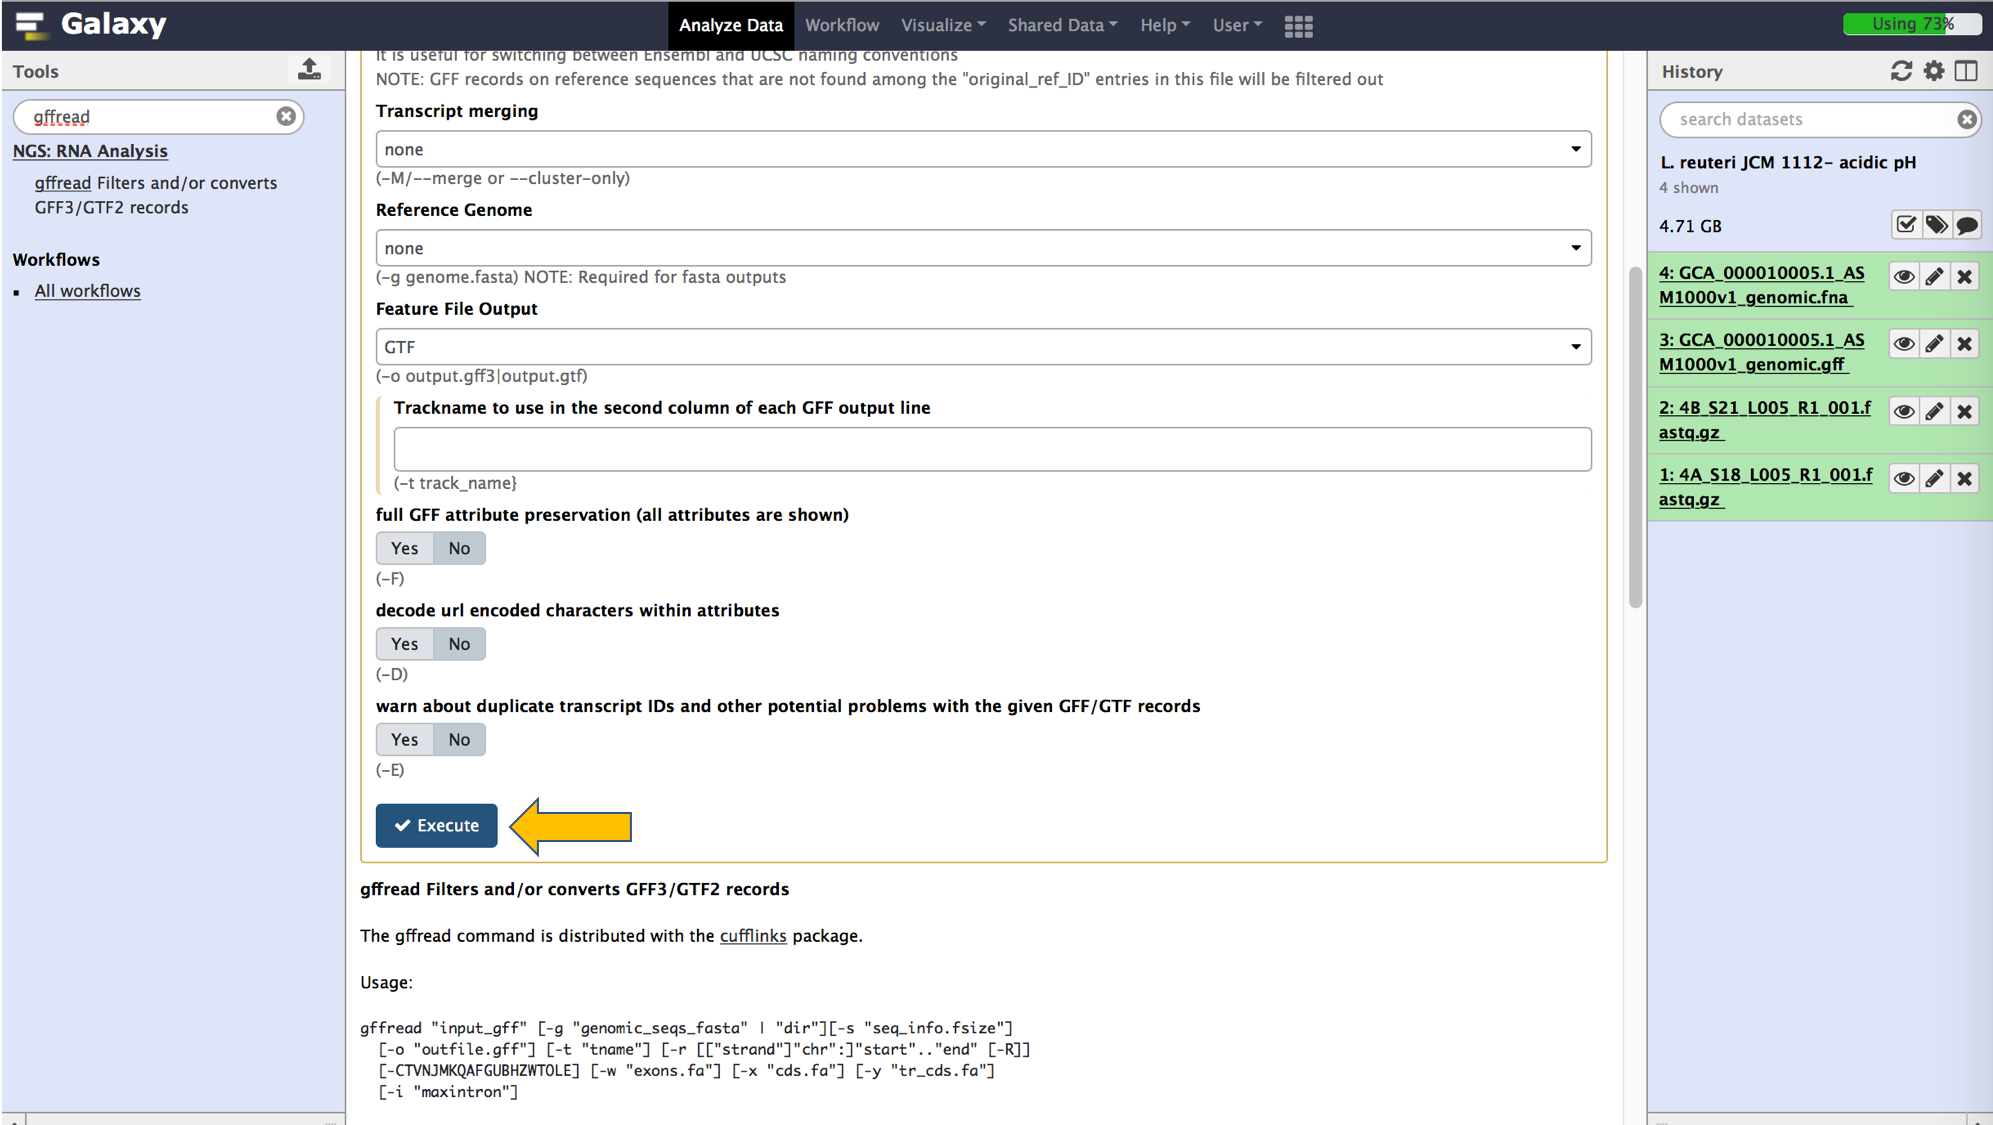 Galaxy
Analyze Data
Workflow
Visualize
Shared Data
Help
User
Using 73%
Tools
gffread
NGS: RNA Analysis
gffread Filters and/or converts
GFF3/GTF2 records
Workflows
All workflows
It is useful for switching between Ensembl and UCSC naming conventions
NOTE: GFF records on reference sequences that are not found among the "original_ref_ID" entries in this file will be filtered out
Transcript merging
none
(-M/--merge or --cluster-only)
Reference Genome
none
(-g genome.fasta) NOTE: Required for fasta outputs
Feature File Output
GTF
(-o output.gff3|output.gtf)
Trackname to use in the second column of each GFF output line
(-t track_name}
full GFF attribute preservation (all attributes are shown)
Yes No
(-F)
decode url encoded characters within attributes
Yes No
(-D)
warn about duplicate transcript IDs and other potential problems with the given GFF/GTF records
Yes No
(-E)
Execute
gffread Filters and/or converts GFF3/GTF2 records
The gffread command is distributed with the cufflinks package.
Usage:
gffread "input_gff" [-g "genomic_seqs_fasta" | "dir"][-s "seq_info.fsize"]
[-o "outfile.gff"] [-t "tname"] [-r [["strand"]"chr":]"start".."end" [-R]]
[-CTVNJMKQAFGUBHZWTOLE] [-w "exons.fa"] [-x "cds.fa"] [-y "tr_cds.fa"]
[-i "maxintron"]
History
search datasets
L. reuteri JCM 1112- acidic pH
4 shown
4.71 GB
4: GCA_000010005.1_AS
M1000v1_genomic.fna
3: GCA_000010005.1_AS
M1000v1_genomic.gff
2: 4B_S21_L005_R1_001.f
astq.gz
1: 4A_S18_L005_R1_001.f
astq.gz